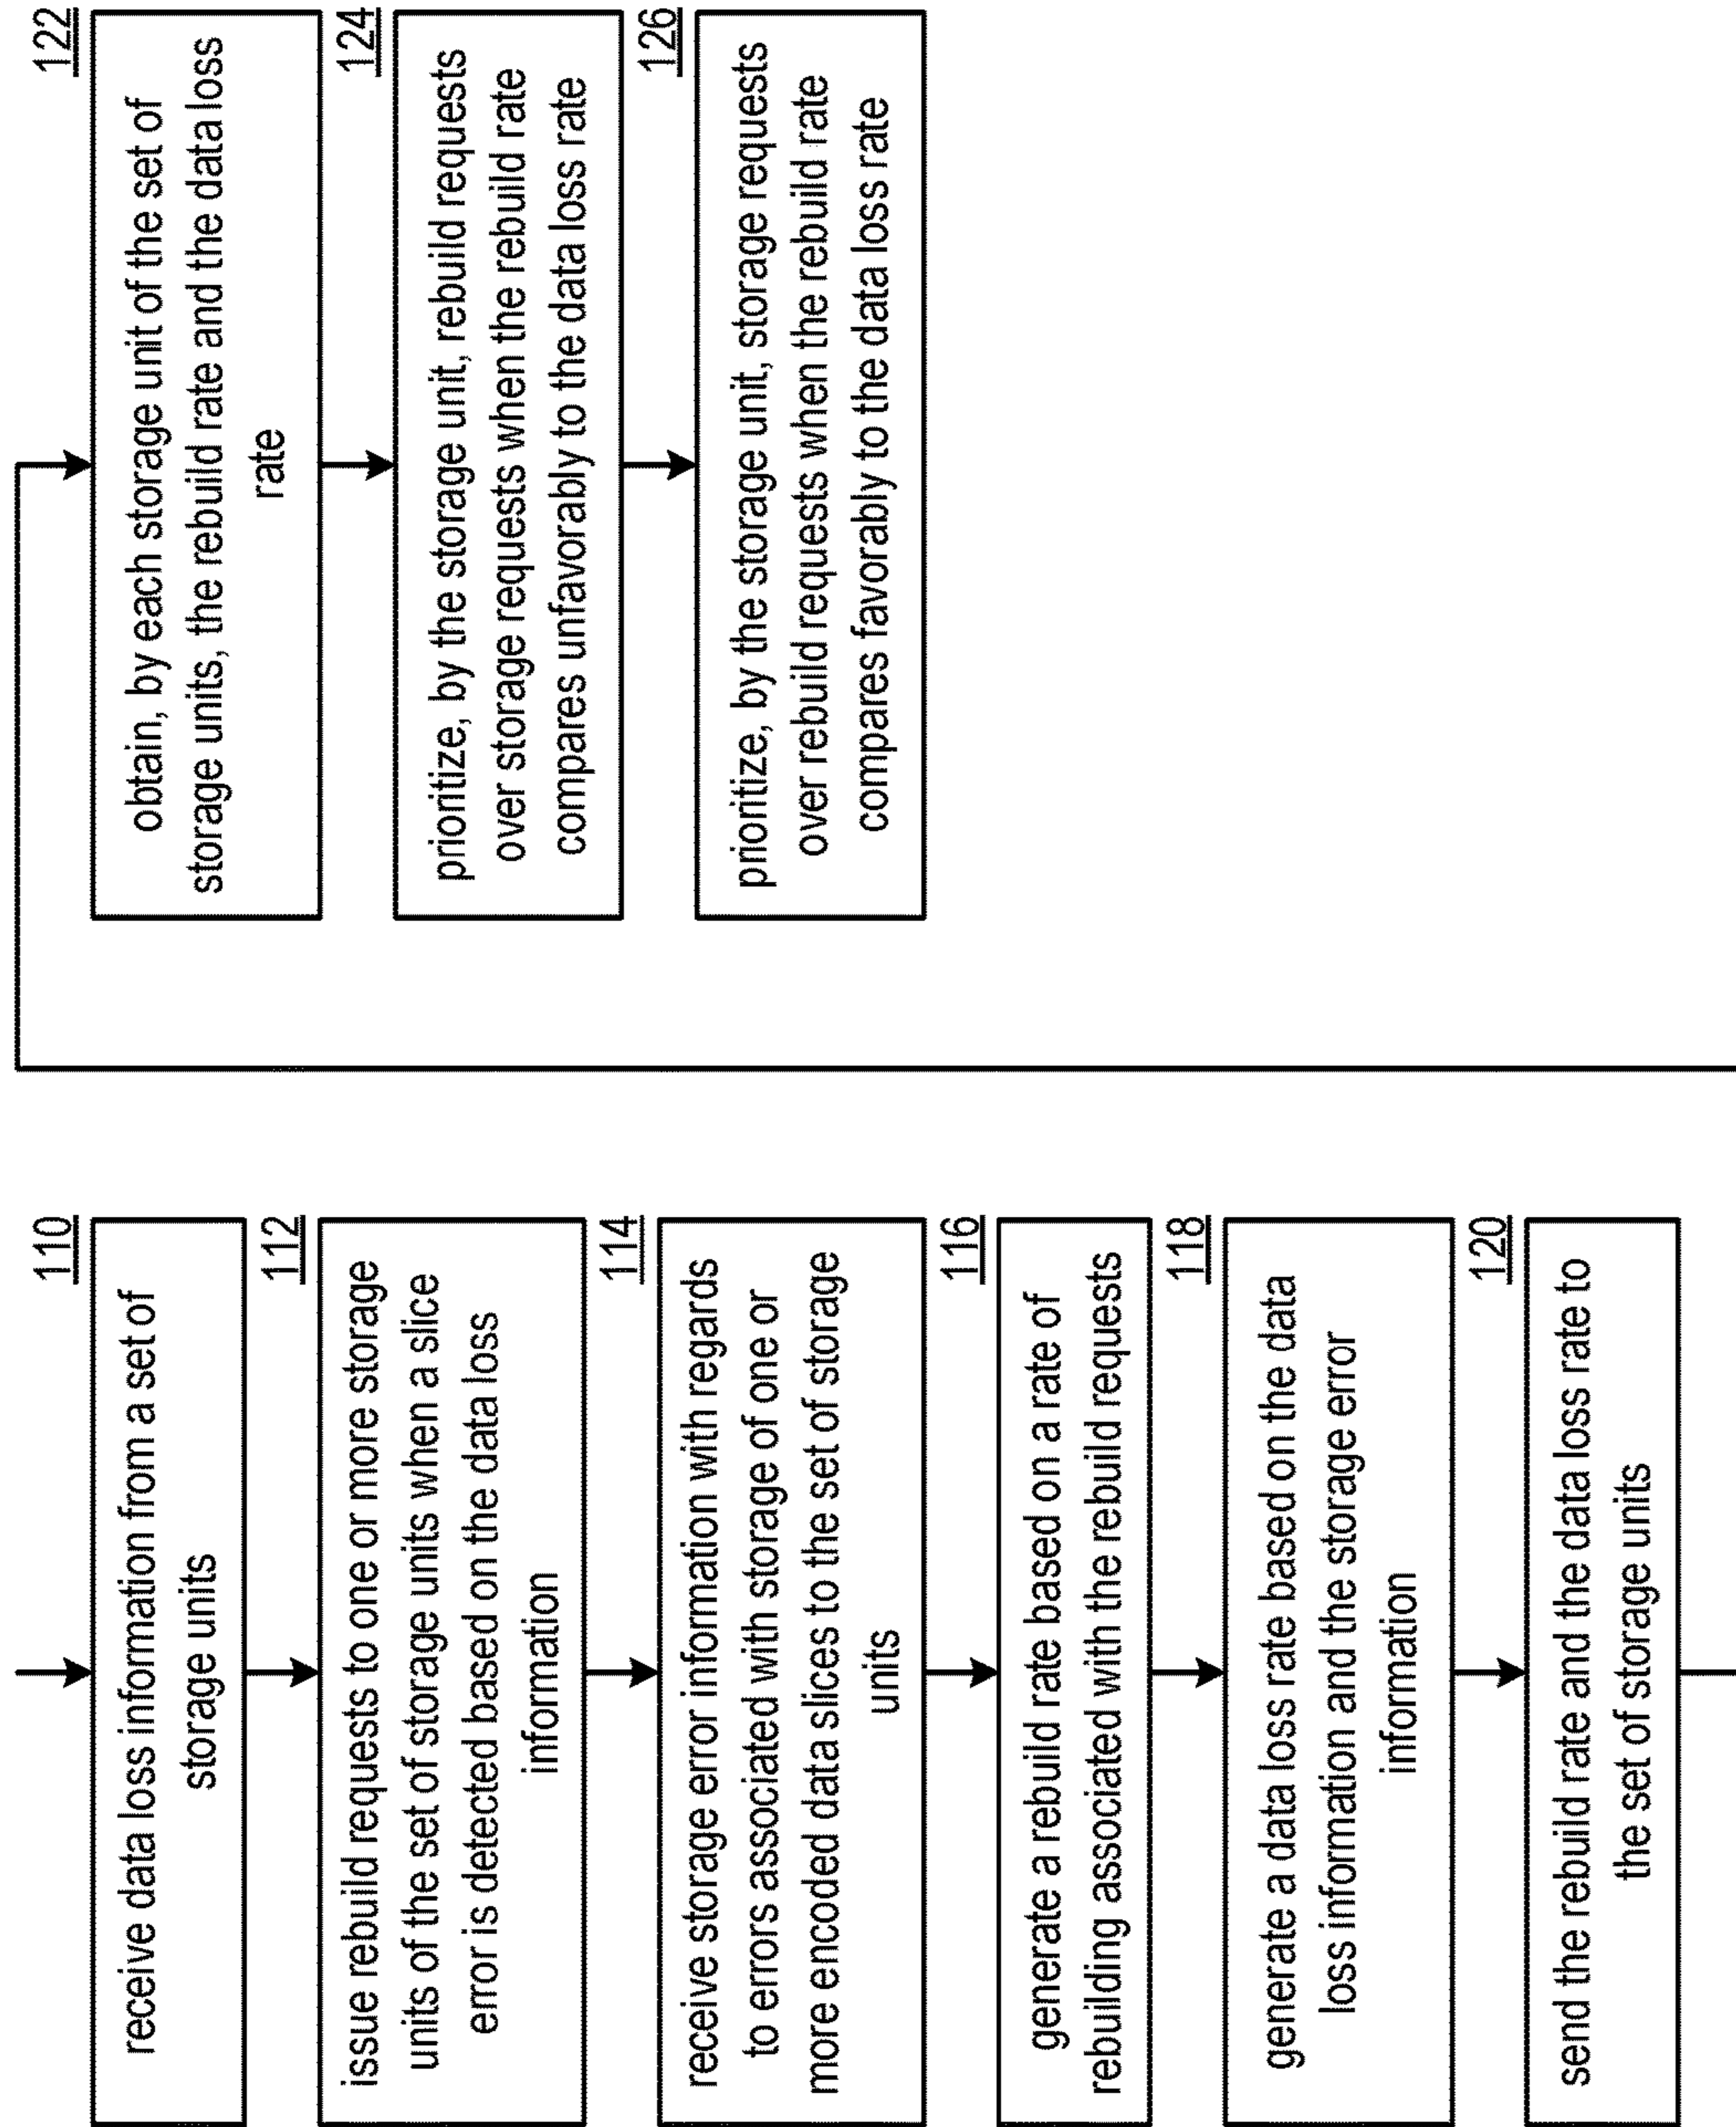 110
receive data loss information from a set of
storage units
112
issue rebuild requests to one or more storage
units of the set of storage units when a slice
error is detected based on the data loss
information
114
receive storage error information with regards
to errors associated with storage of one or
more encoded data slices to the set of storage
units
116
generate a rebuild rate based on a rate of
rebuilding associated with the rebuild requests
118
generate a data loss rate based on the data
loss information and the storage error
information
120
send the rebuild rate and the data loss rate to
the set of storage units
122
obtain, by each storage unit of the set of
storage units, the rebuild rate and the data loss
rate
124
prioritize, by the storage unit, rebuild requests
over storage requests when the rebuild rate
compares unfavorably to the data loss rate
126
prioritize, by the storage unit, storage requests
over rebuild requests when the rebuild rate
compares favorably to the data loss rate